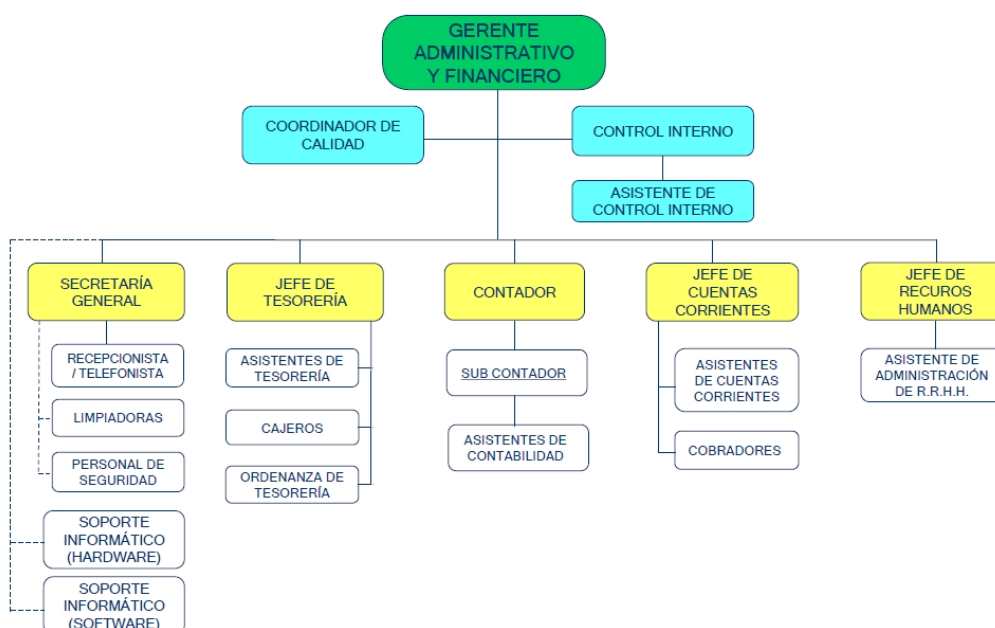 GERENTE
ADMINISTRATIVO
Y FINANCIERO
COORDINADOR DE
CALIDAD
CONTROL INTERNO
ASISTENTE DE
CONTROL INTERNO
SECRETARÍA
GENERAL
JEFE DE
TESORERÍA
CONTADOR
JEFE DE
CUENTAS
CORRIENTES
JEFE DE
RECUROS
HUMANOS
RECEPCIONISTA
/ TELEFONISTA
LIMPIADORAS
PERSONAL DE
SEGURIDAD
SOPORTE
INFORMÁTICO
(HARDWARE)
SOPORTE
INFORMÁTICO
(SOFTWARE)
ASISTENTES DE
TESORERÍA
CAJEROS
ORDENANZA DE
TESORERÍA
SUB CONTADOR
ASISTENTES DE
CONTABILIDAD
ASISTENTES
DE CUENTAS
CORRIENTES
COBRADORES
ASISTENTE DE
ADMINISTRACIÓN
DE R.R.H.H.